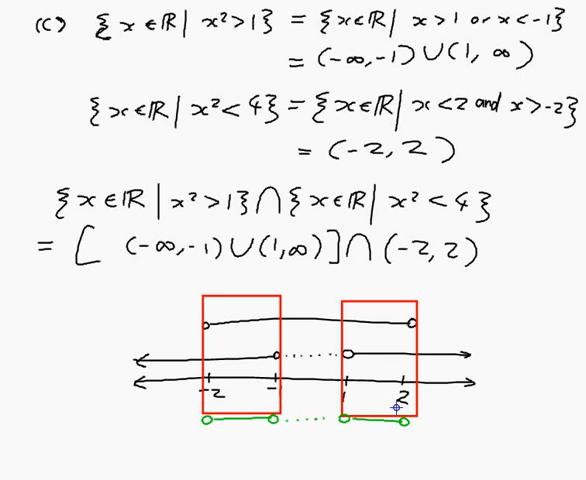 (c) {x∈ℝ | x²>1} = {x∈ℝ | x>1 or x<-1}
= (-∞,-1)∪(1,∞)
{x∈ℝ | x²<4} = {x∈ℝ | x<2 and x>-2}
= (-2,2)
{x∈ℝ | x²>1}∩{x∈ℝ | x²<4}
= [(-∞,-1)∪(1,∞)]∩(-2,2)
-2 - 1 2